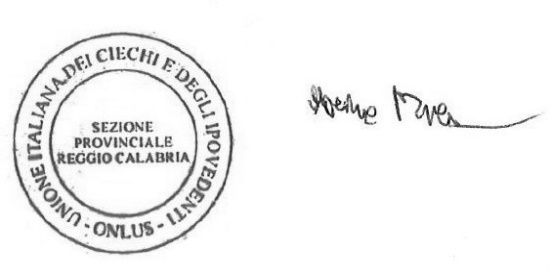 UNIONE ITALIANA DEI CIECHI E DEGLI IPOVEDENTI - ONLUS -
SEZIONE
PROVINCIALE
REGGIO CALABRIA